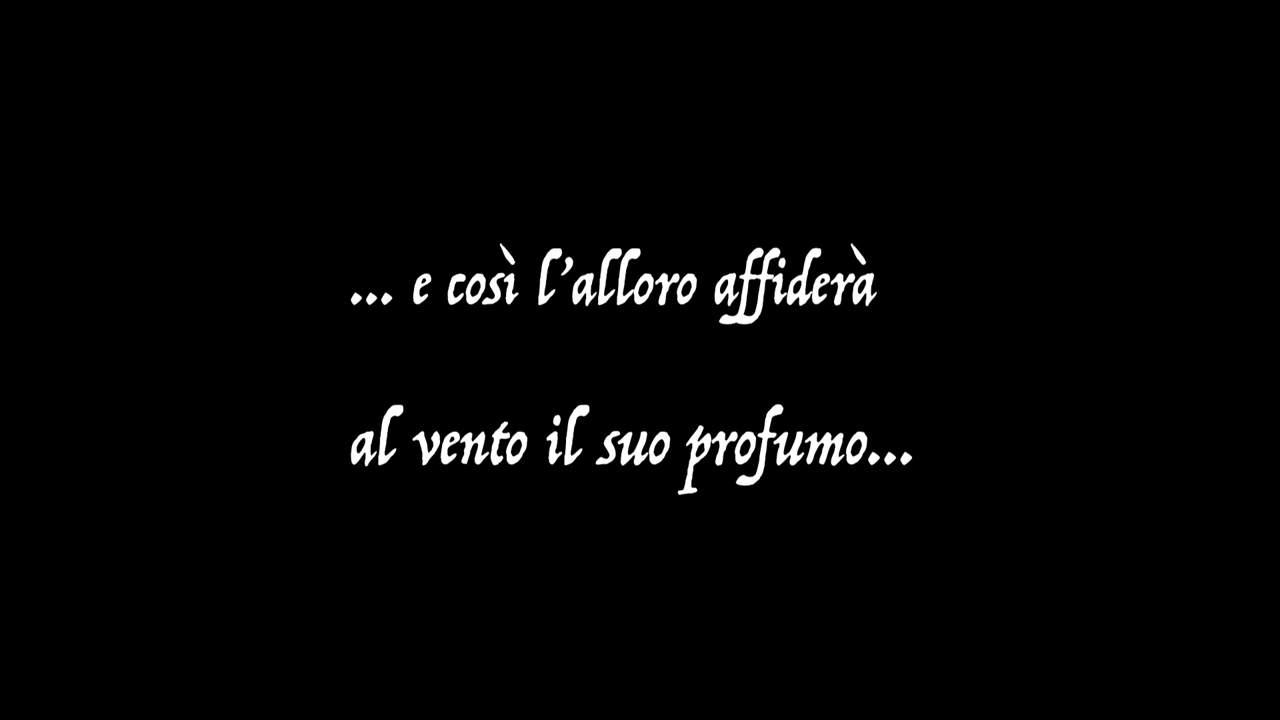 ... e così l'alloro affiderà
al vento il suo profumo...